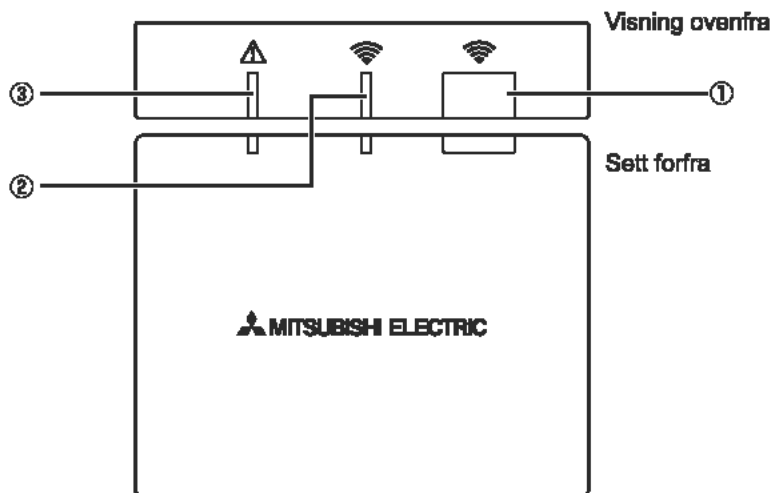 Visning ovenfra
③
①
Sett forfra
②
MITSUBISHI ELECTRIC